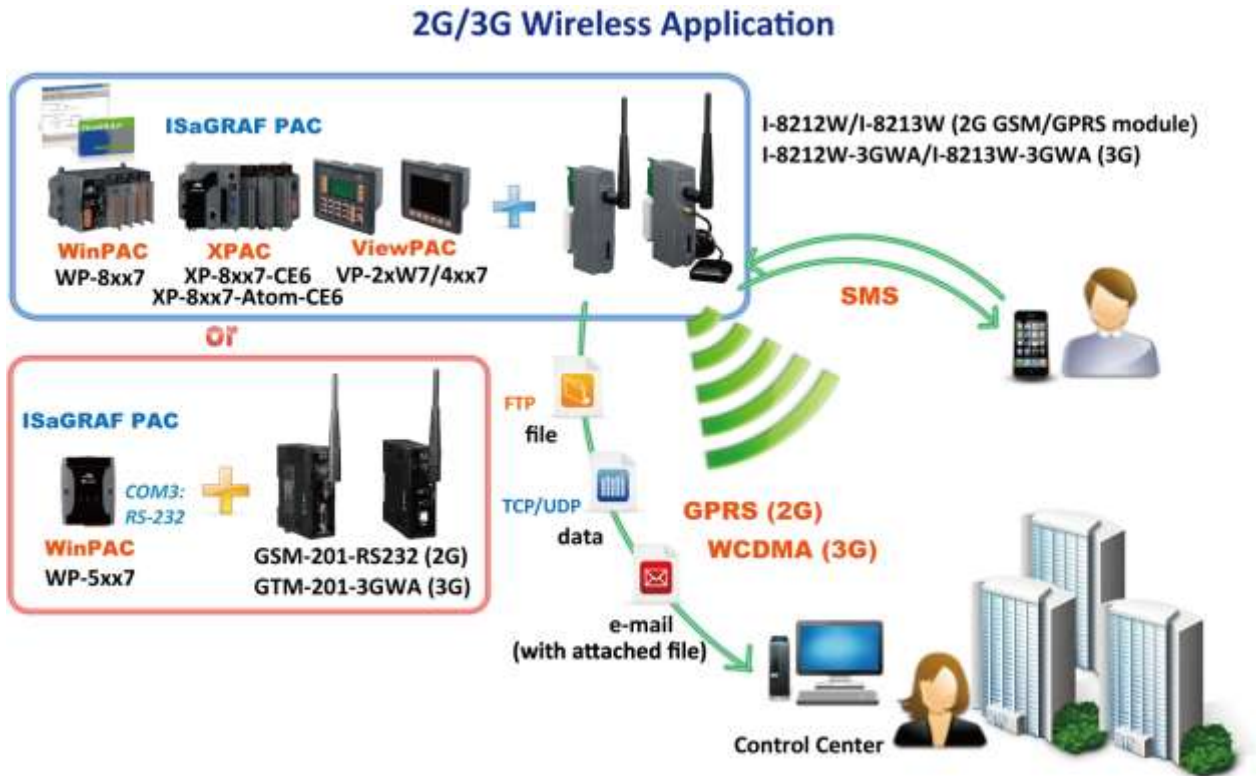 2G/3G Wireless Application
ISaGRAF PAC
WinPAC
WP-8xx7
XPAC
XP-8xx7-CE6
XP-8xx7-Atom-CE6
ViewPAC
VP-2xW7/4xx7
I-8212W/I-8213W (2G GSM/GPRS module)
I-8212W-3GWA/I-8213W-3GWA (3G)
SMS
or
ISaGRAF PAC
COM3:
RS-232
WinPAC
WP-5xx7
GSM-201-RS232 (2G)
GTM-201-3GWA (3G)
FTP
file
TCP/UDP
data
e-mail
(with attached file)
GPRS (2G)
WCDMA (3G)
Control Center